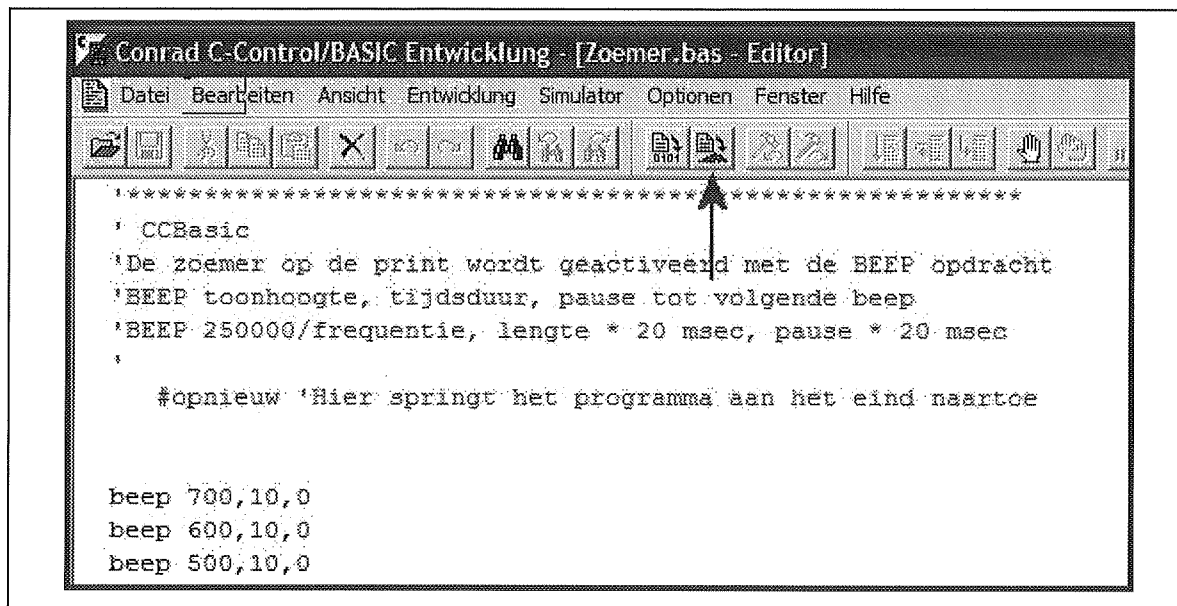 Conrad C-Control/BASIC Entwicklung - [Zoemer.bas - Editor]
Datei Bearbeiten Ansicht Entwicklung Simulator Optionen Fenster Hilfe
0101
'************************************************************
' CCBasic
'De zoemer op de print wordt geactiveerd met de BEEP opdracht
'BEEP toonhoogte, tijdsduur, pause tot volgende beep
'BEEP 250000/frequentie, lengte * 20 msec, pause * 20 msec
'
#opnieuw 'Hier springt het programma aan het eind naartoe
beep 700,10,0
beep 600,10,0
beep 500,10,0